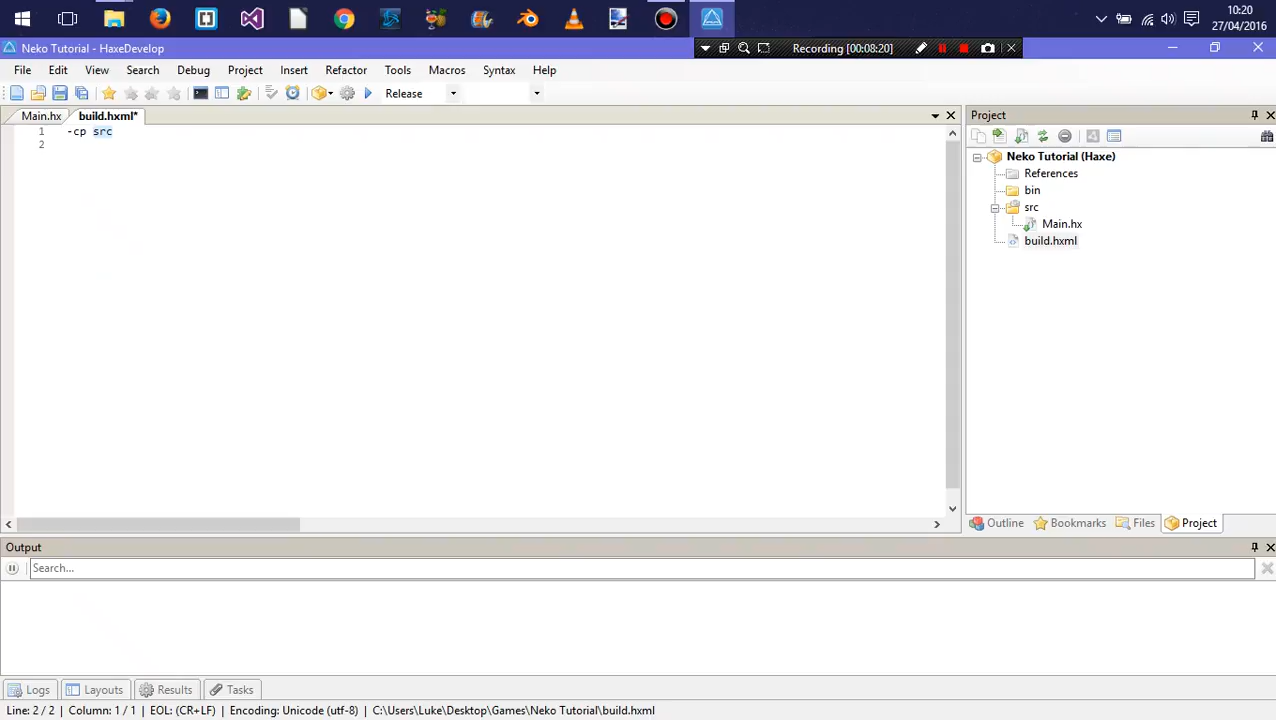 10:20
27/04/2016
Neko Tutorial - HaxeDevelop
Recording [00:08:20]
File Edit View Search Debug Project Insert Refactor Tools Macros Syntax Help
Release
Main.hx build.hxml*
1 -cp src
2
Project
Neko Tutorial (Haxe)
References
bin
src
Main.hx
build.hxml
Outline Bookmarks Files Project
Output
Search...
Logs Layouts Results Tasks
Line: 2 / 2 | Column: 1 / 1 | EOL: (CR+LF) | Encoding: Unicode (utf-8) | C:\Users\Luke\Desktop\Games\Neko Tutorial\build.hxml